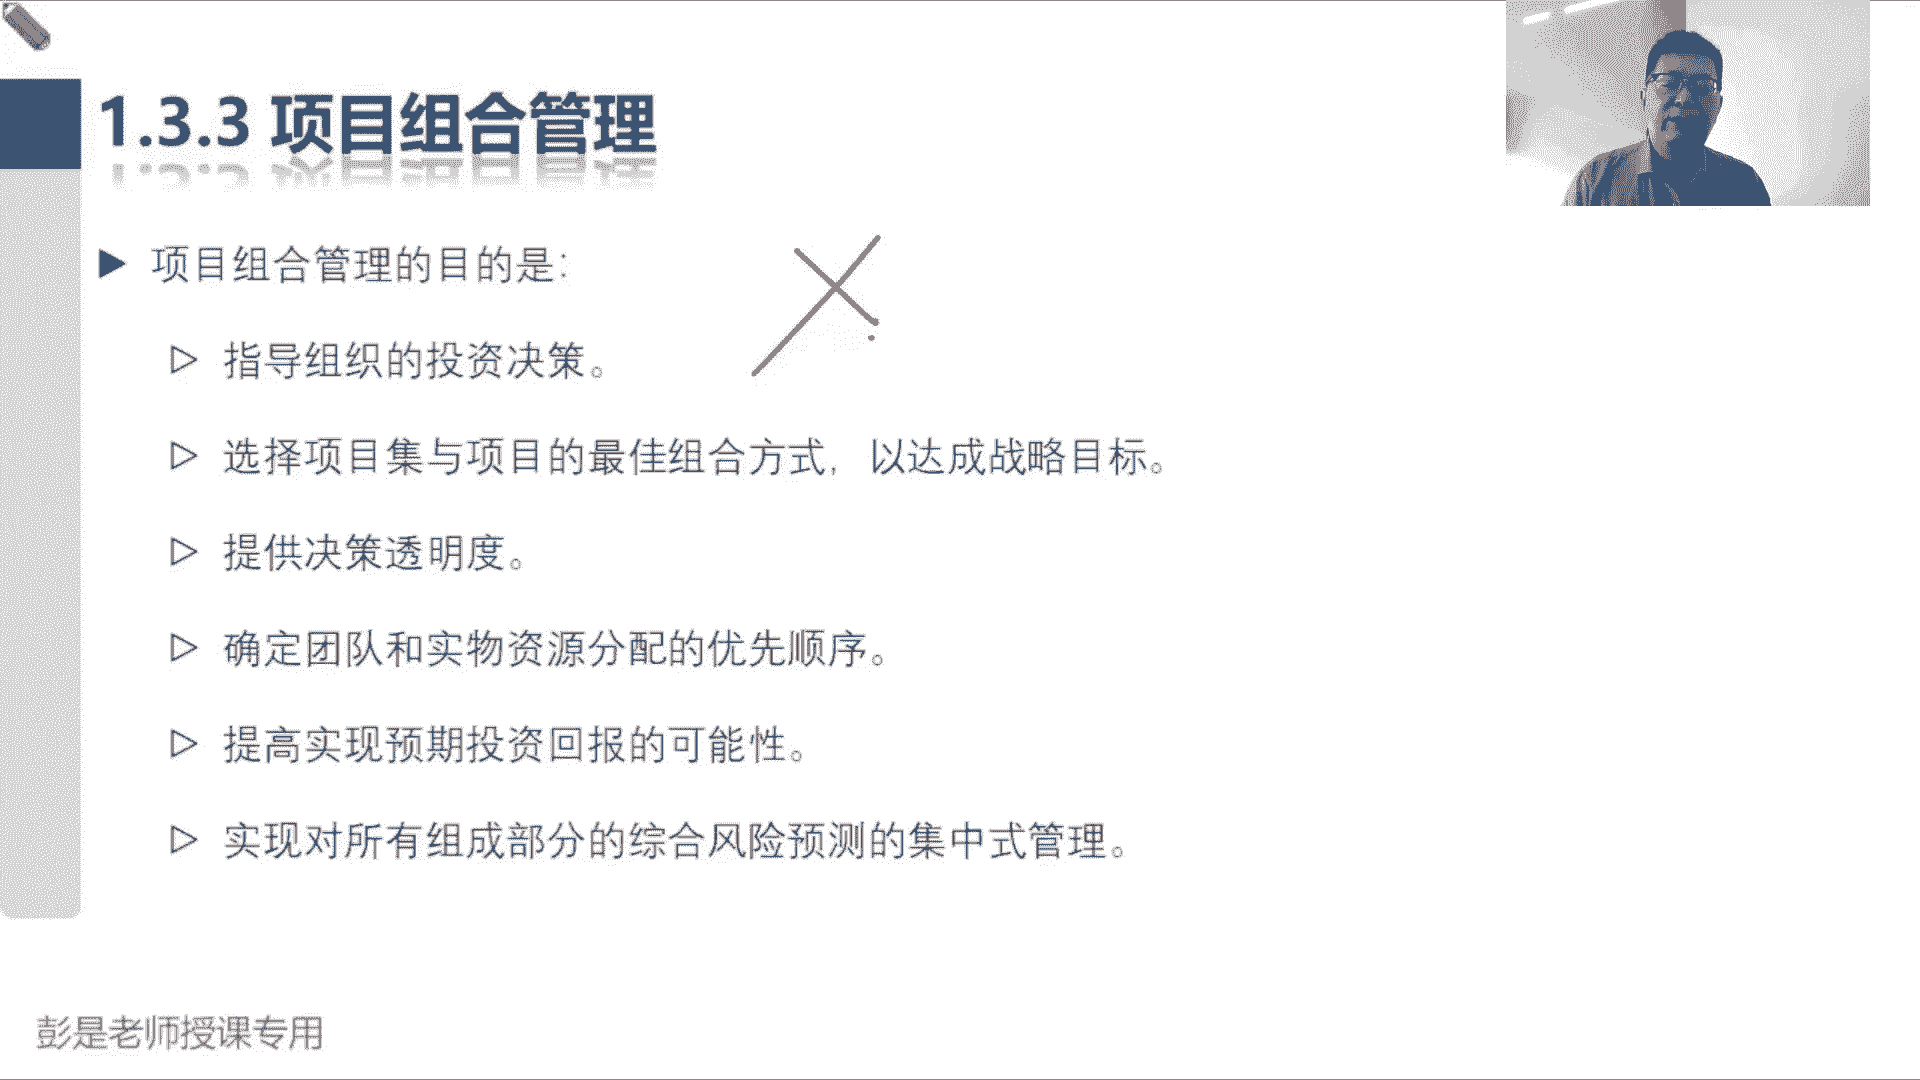 1.3.3 项目组合管理
项目组合管理的目的是：
指导组织的投资决策。
选择项目集与项目的最佳组合方式，以达成战略目标。
提供决策透明度。
确定团队和实物资源分配的优先顺序。
提高实现预期投资回报的可能性。
实现对所有组成部分的综合风险预测的集中式管理。
彭是老师授课专用